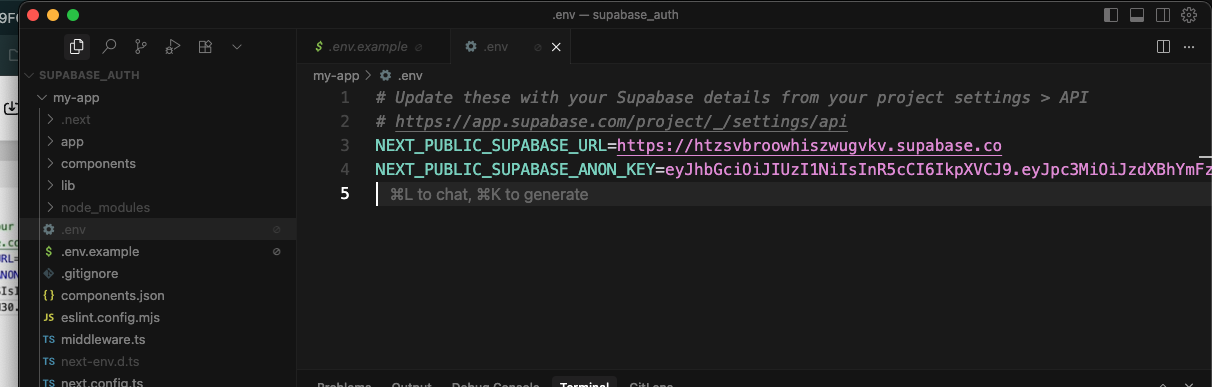 .env — supabase_auth
9F
SUPABASE_AUTH
my-app
.next
app
components
lib
node_modules
.env
.env.example
.gitignore
components.json
eslint.config.mjs
middleware.ts
next-env.d.ts
next.config.ts
.env.example
.env
my-app > .env
1 # Update these with your Supabase details from your project settings > API
2 # https://app.supabase.com/project/_/settings/api
3 NEXT_PUBLIC_SUPABASE_URL=https://htzsvbroowhiszwugvkv.supabase.co
4 NEXT_PUBLIC_SUPABASE_ANON_KEY=eyJhbGciOiJIUzI1NiIsInR5cCI6IkpXVCJ9.eyJpc3MiOiJzdXBhYmFz
5 ⌘L to chat, ⌘K to generate
Problems Output Debug Console Terminal GitLens